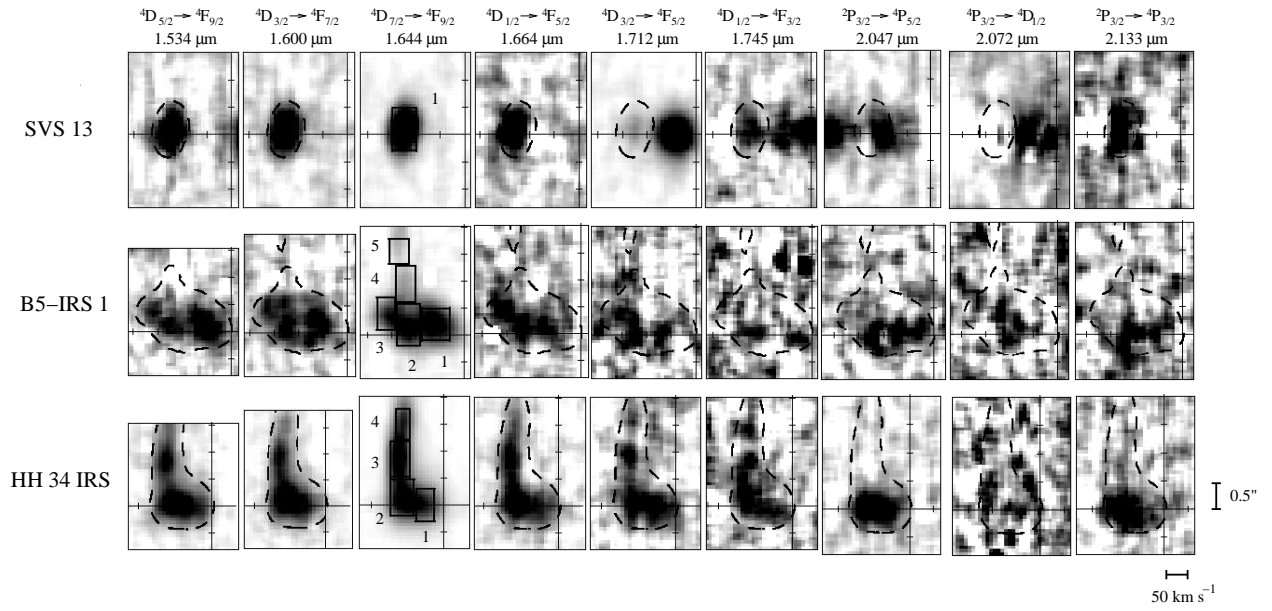 ⁴D₅/₂→ ⁴F₉/₂ ⁴D₃/₂→ ⁴F₇/₂ ⁴D₇/₂→ ⁴F₉/₂ ⁴D₁/₂→ ⁴F₅/₂ ⁴D₃/₂→ ⁴F₅/₂ ⁴D₁/₂→ ⁴F₃/₂ ²P₃/₂→ ⁴P₅/₂ ⁴P₃/₂→ ⁴D₁/₂ ²P₃/₂→ ⁴P₃/₂
1.534 μm 1.600 μm 1.644 μm 1.664 μm 1.712 μm 1.745 μm 2.047 μm 2.072 μm 2.133 μm
SVS 13
1
B5–IRS 1
5
4
3
2
1
HH 34 IRS
4
3
2
1
0.5"
50 km s⁻¹